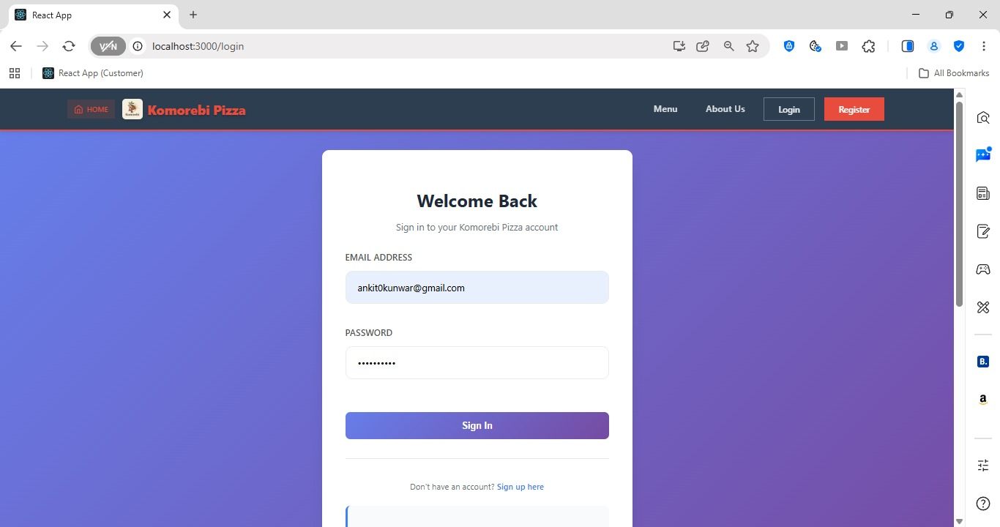 React App
VPN
localhost:3000/login
React App (Customer)
All Bookmarks
HOME
Komorebi Pizza
Menu
About Us
Login
Register
Welcome Back
Sign in to your Komorebi Pizza account
EMAIL ADDRESS
ankit0kunwar@gmail.com
PASSWORD
••••••••••
Sign In
Don't have an account? Sign up here
B.
a